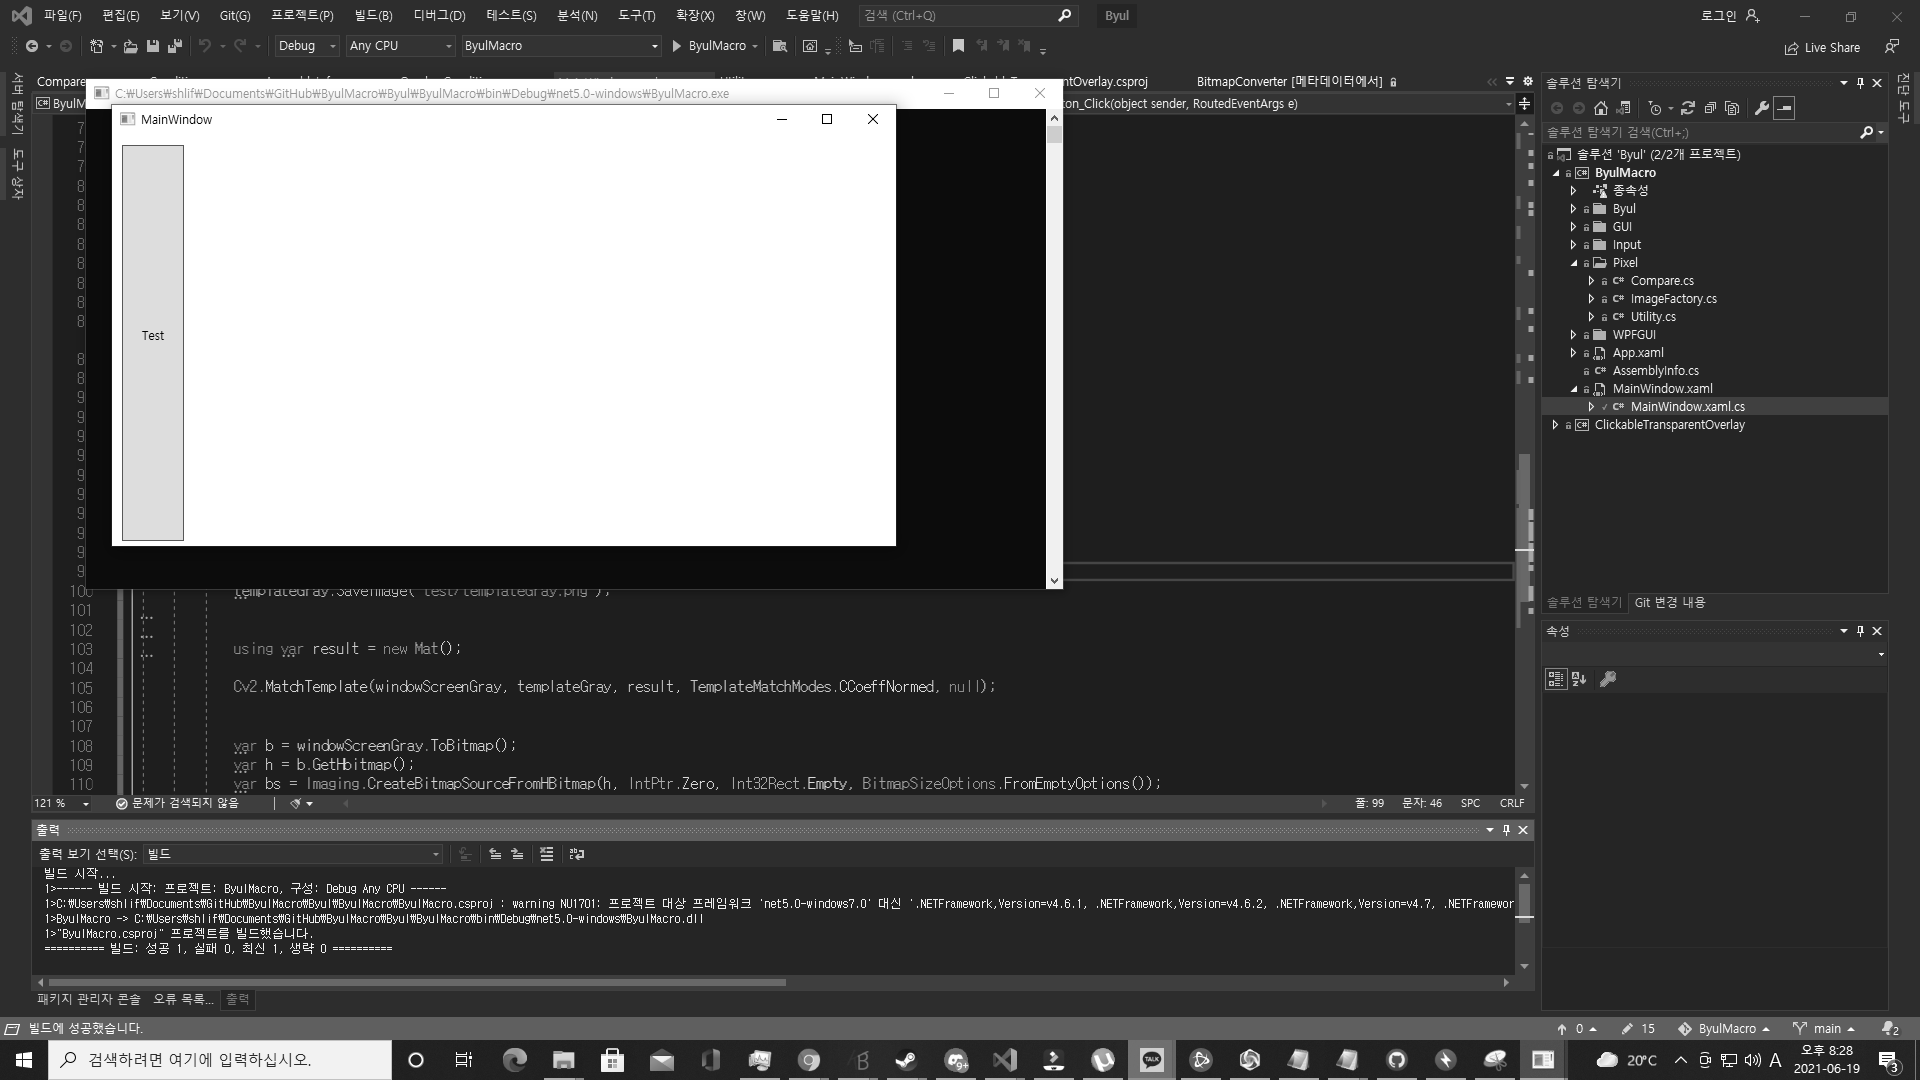 파일(F) 편집(E) 보기(V) Git(G) 프로젝트(P) 빌드(B) 디버그(D) 테스트(S) 분석(N) 도구(T) 확장(X) 창(W) 도움말(H) 검색 (Ctrl+Q) Byul 로그인
Debug Any CPU ByulMacro ByulMacro Live Share
Compare ntOverlay.csproj BitmapConverter [메타데이터에서]
C:₩Users₩shlif₩Documents₩GitHub₩ByulMacro₩Byul₩ByulMacro₩bin₩Debug₩net5.0-windows₩ByulMacro.exe
ByulM on_Click(object sender, RoutedEventArgs e)
MainWindow
Test
서버 탐색기
도구 상자
진단 도구
100 templateGray.SaveImage("test/templateGray.png");
101
102
103 using var result = new Mat();
104
105 Cv2.MatchTemplate(windowScreenGray, templateGray, result, TemplateMatchModes.CCoeffNormed, null);
106
107
108 var b = windowScreenGray.ToBitmap();
109 var h = b.GetHbitmap();
110 var bs = Imaging.CreateBitmapSourceFromHBitmap(h, IntPtr.Zero, Int32Rect.Empty, BitmapSizeOptions.FromEmptyOptions());
121 % 문제가 검색되지 않음 줄: 99 문자: 46 SPC CRLF
출력
출력 보기 선택(S): 빌드
빌드 시작...
1>------ 빌드 시작: 프로젝트: ByulMacro, 구성: Debug Any CPU ------
1>C:₩Users₩shlif₩Documents₩GitHub₩ByulMacro₩Byul₩ByulMacro₩ByulMacro.csproj : warning NU1701: 프로젝트 대상 프레임워크 'net5.0-windows7.0' 대신 '.NETFramework,Version=v4.6.1, .NETFramework,Version=v4.6.2, .NETFramework,Version=v4.7, .NETFramewor
1>ByulMacro -> C:₩Users₩shlif₩Documents₩GitHub₩ByulMacro₩Byul₩ByulMacro₩bin₩Debug₩net5.0-windows₩ByulMacro.dll
1>"ByulMacro.csproj" 프로젝트를 빌드했습니다.
========== 빌드: 성공 1, 실패 0, 최신 1, 생략 0 ==========
패키지 관리자 콘솔 오류 목록... 출력
솔루션 탐색기
솔루션 탐색기 검색(Ctrl+;)
솔루션 'Byul' (2/2개 프로젝트)
ByulMacro
종속성
Byul
GUI
Input
Pixel
Compare.cs
ImageFactory.cs
Utility.cs
WPFGUI
App.xaml
AssemblyInfo.cs
MainWindow.xaml
MainWindow.xaml.cs
ClickableTransparentOverlay
솔루션 탐색기 Git 변경 내용
속성
빌드에 성공했습니다. 0 15 ByulMacro main 2
검색하려면 여기에 입력하십시오. TALK 20°C A 오후 8:28
2021-06-19 3